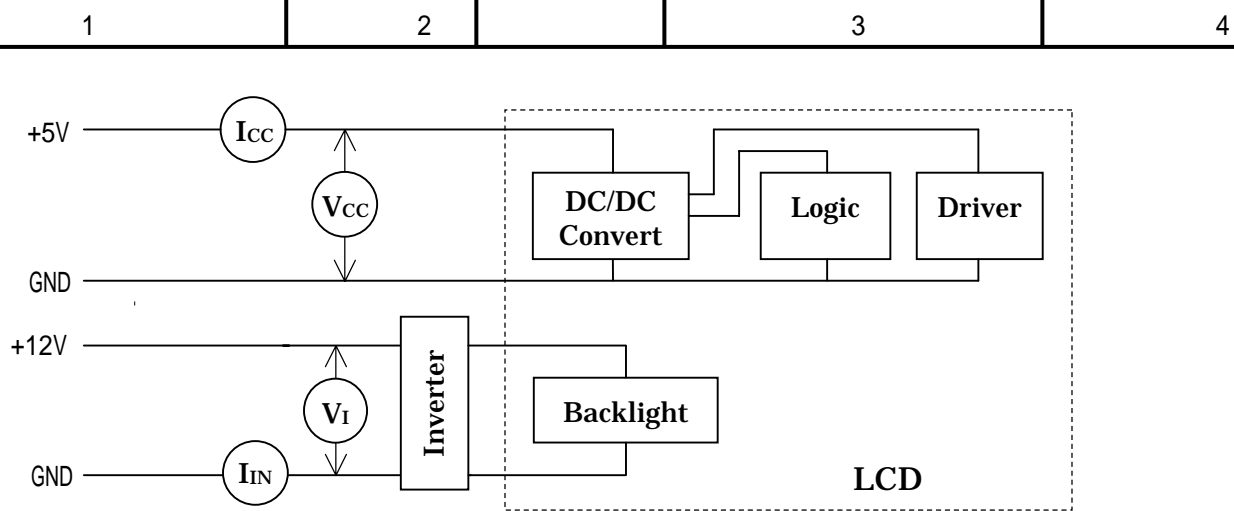 1 2 3 4
+5V
ICC
VCC
DC/DC
Convert
Logic
Driver
GND
+12V
VI
Inverter
Backlight
GND
IIN
LCD